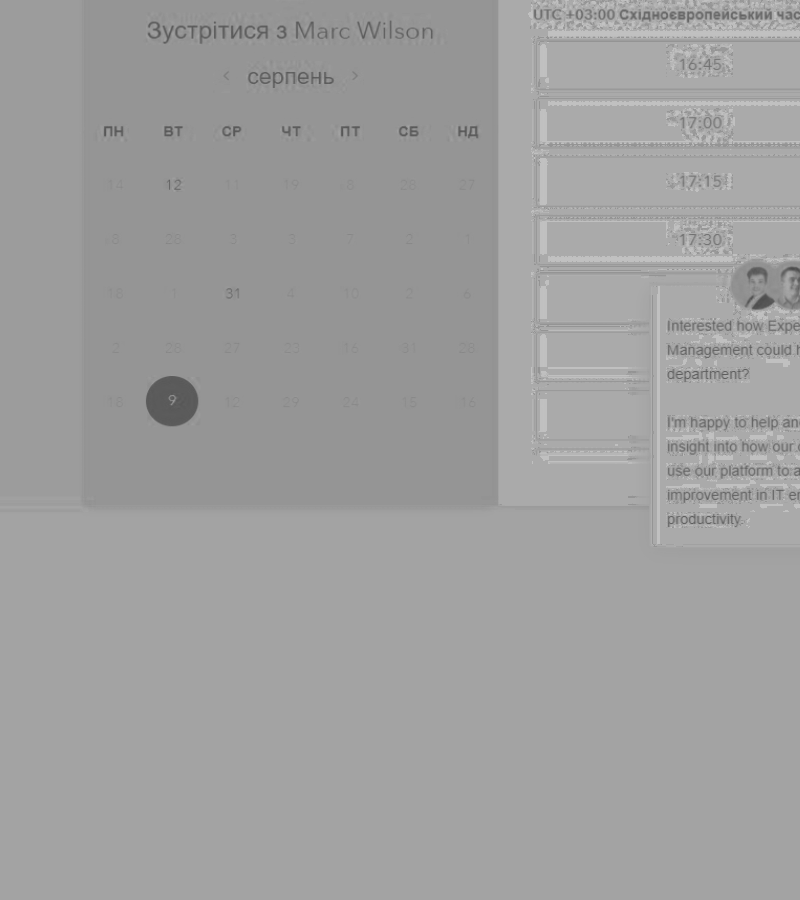 Зустрітися з Marc Wilson
‹ серпень ›
ПН ВТ СР ЧТ ПТ СБ НД
14 12 11 19 8 28 27
8 28 3 3 7 2 1
18 1 31 4 10 2 6
2 28 27 23 16 31 28
18 9 12 29 24 15 16
UTC +03:00 Східноєвропейський час
16:45
17:00
17:15
17:30
Interested how Expe
Management could h
department?
I'm happy to help an
insight into how our
use our platform to a
improvement in IT e
productivity.